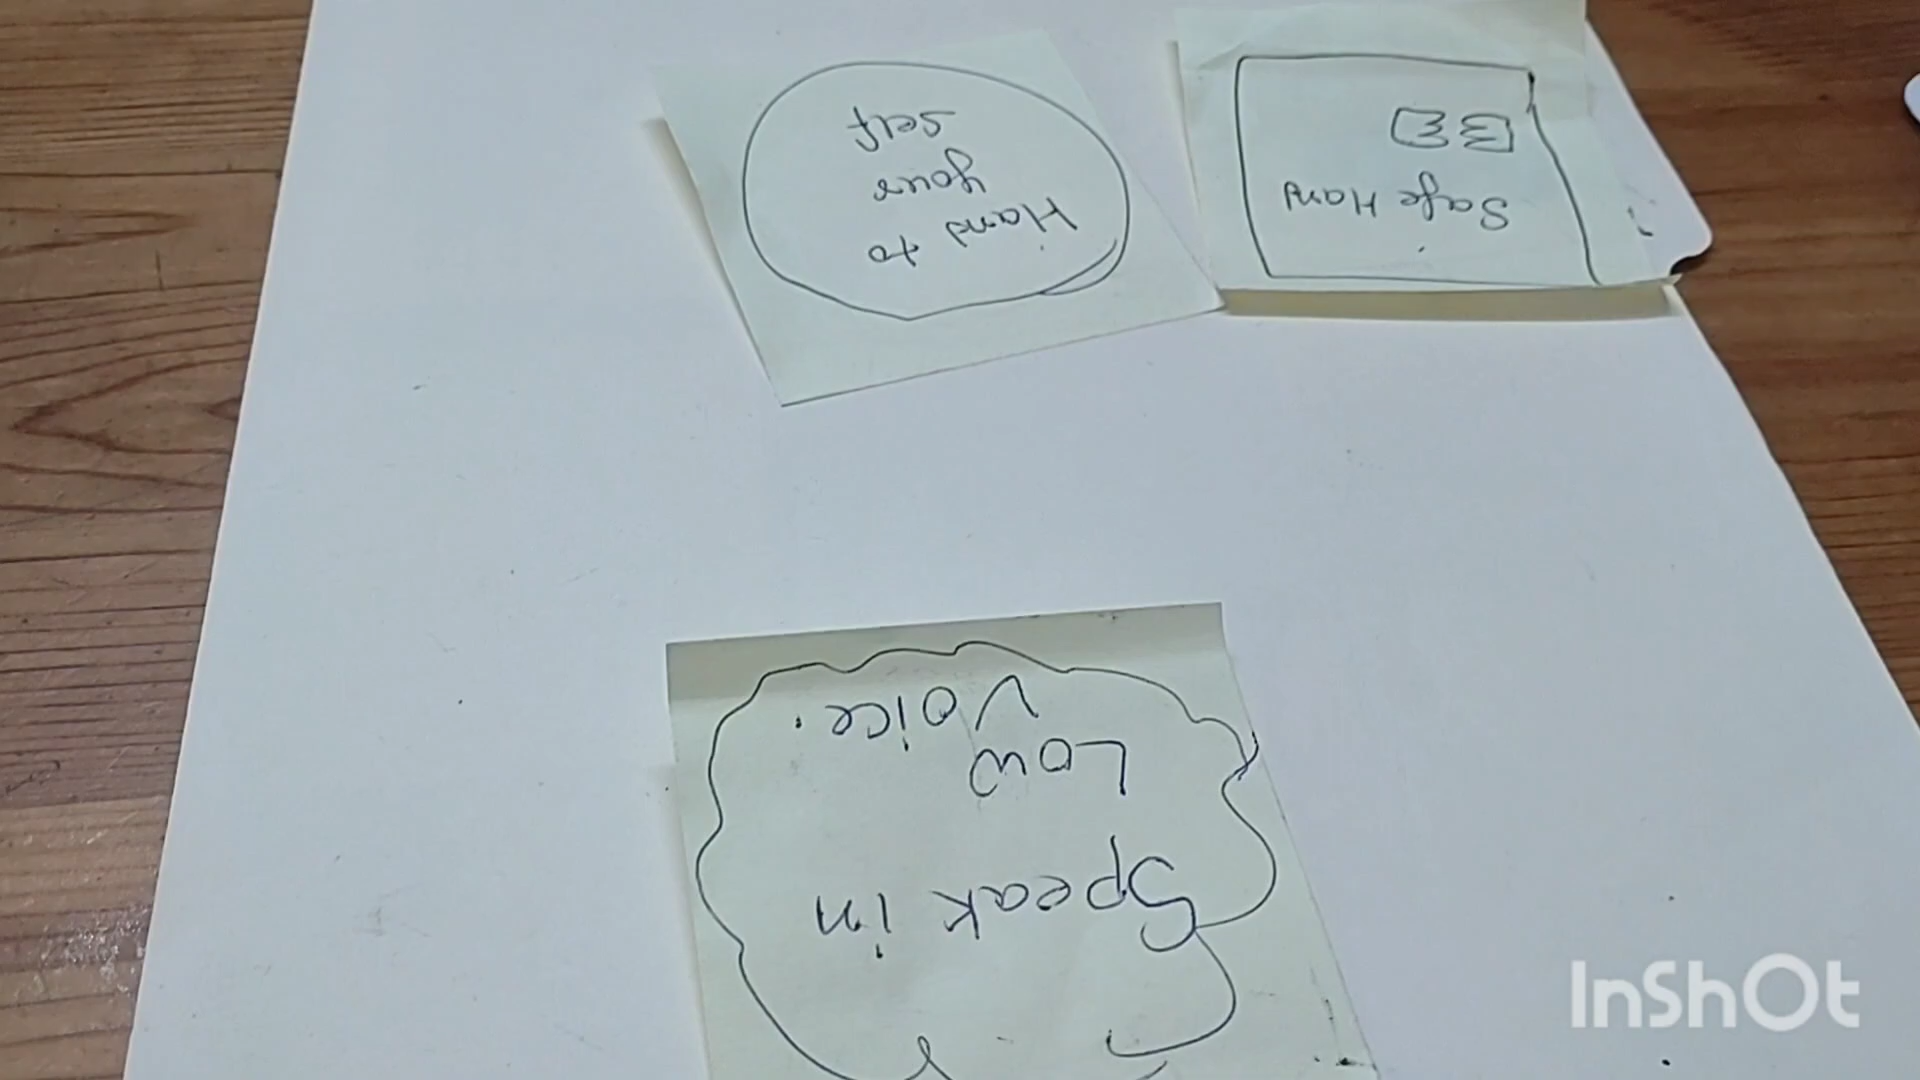 Speak in
Low
Voice.
Safe Hand
Hand to
your
self
InShOt